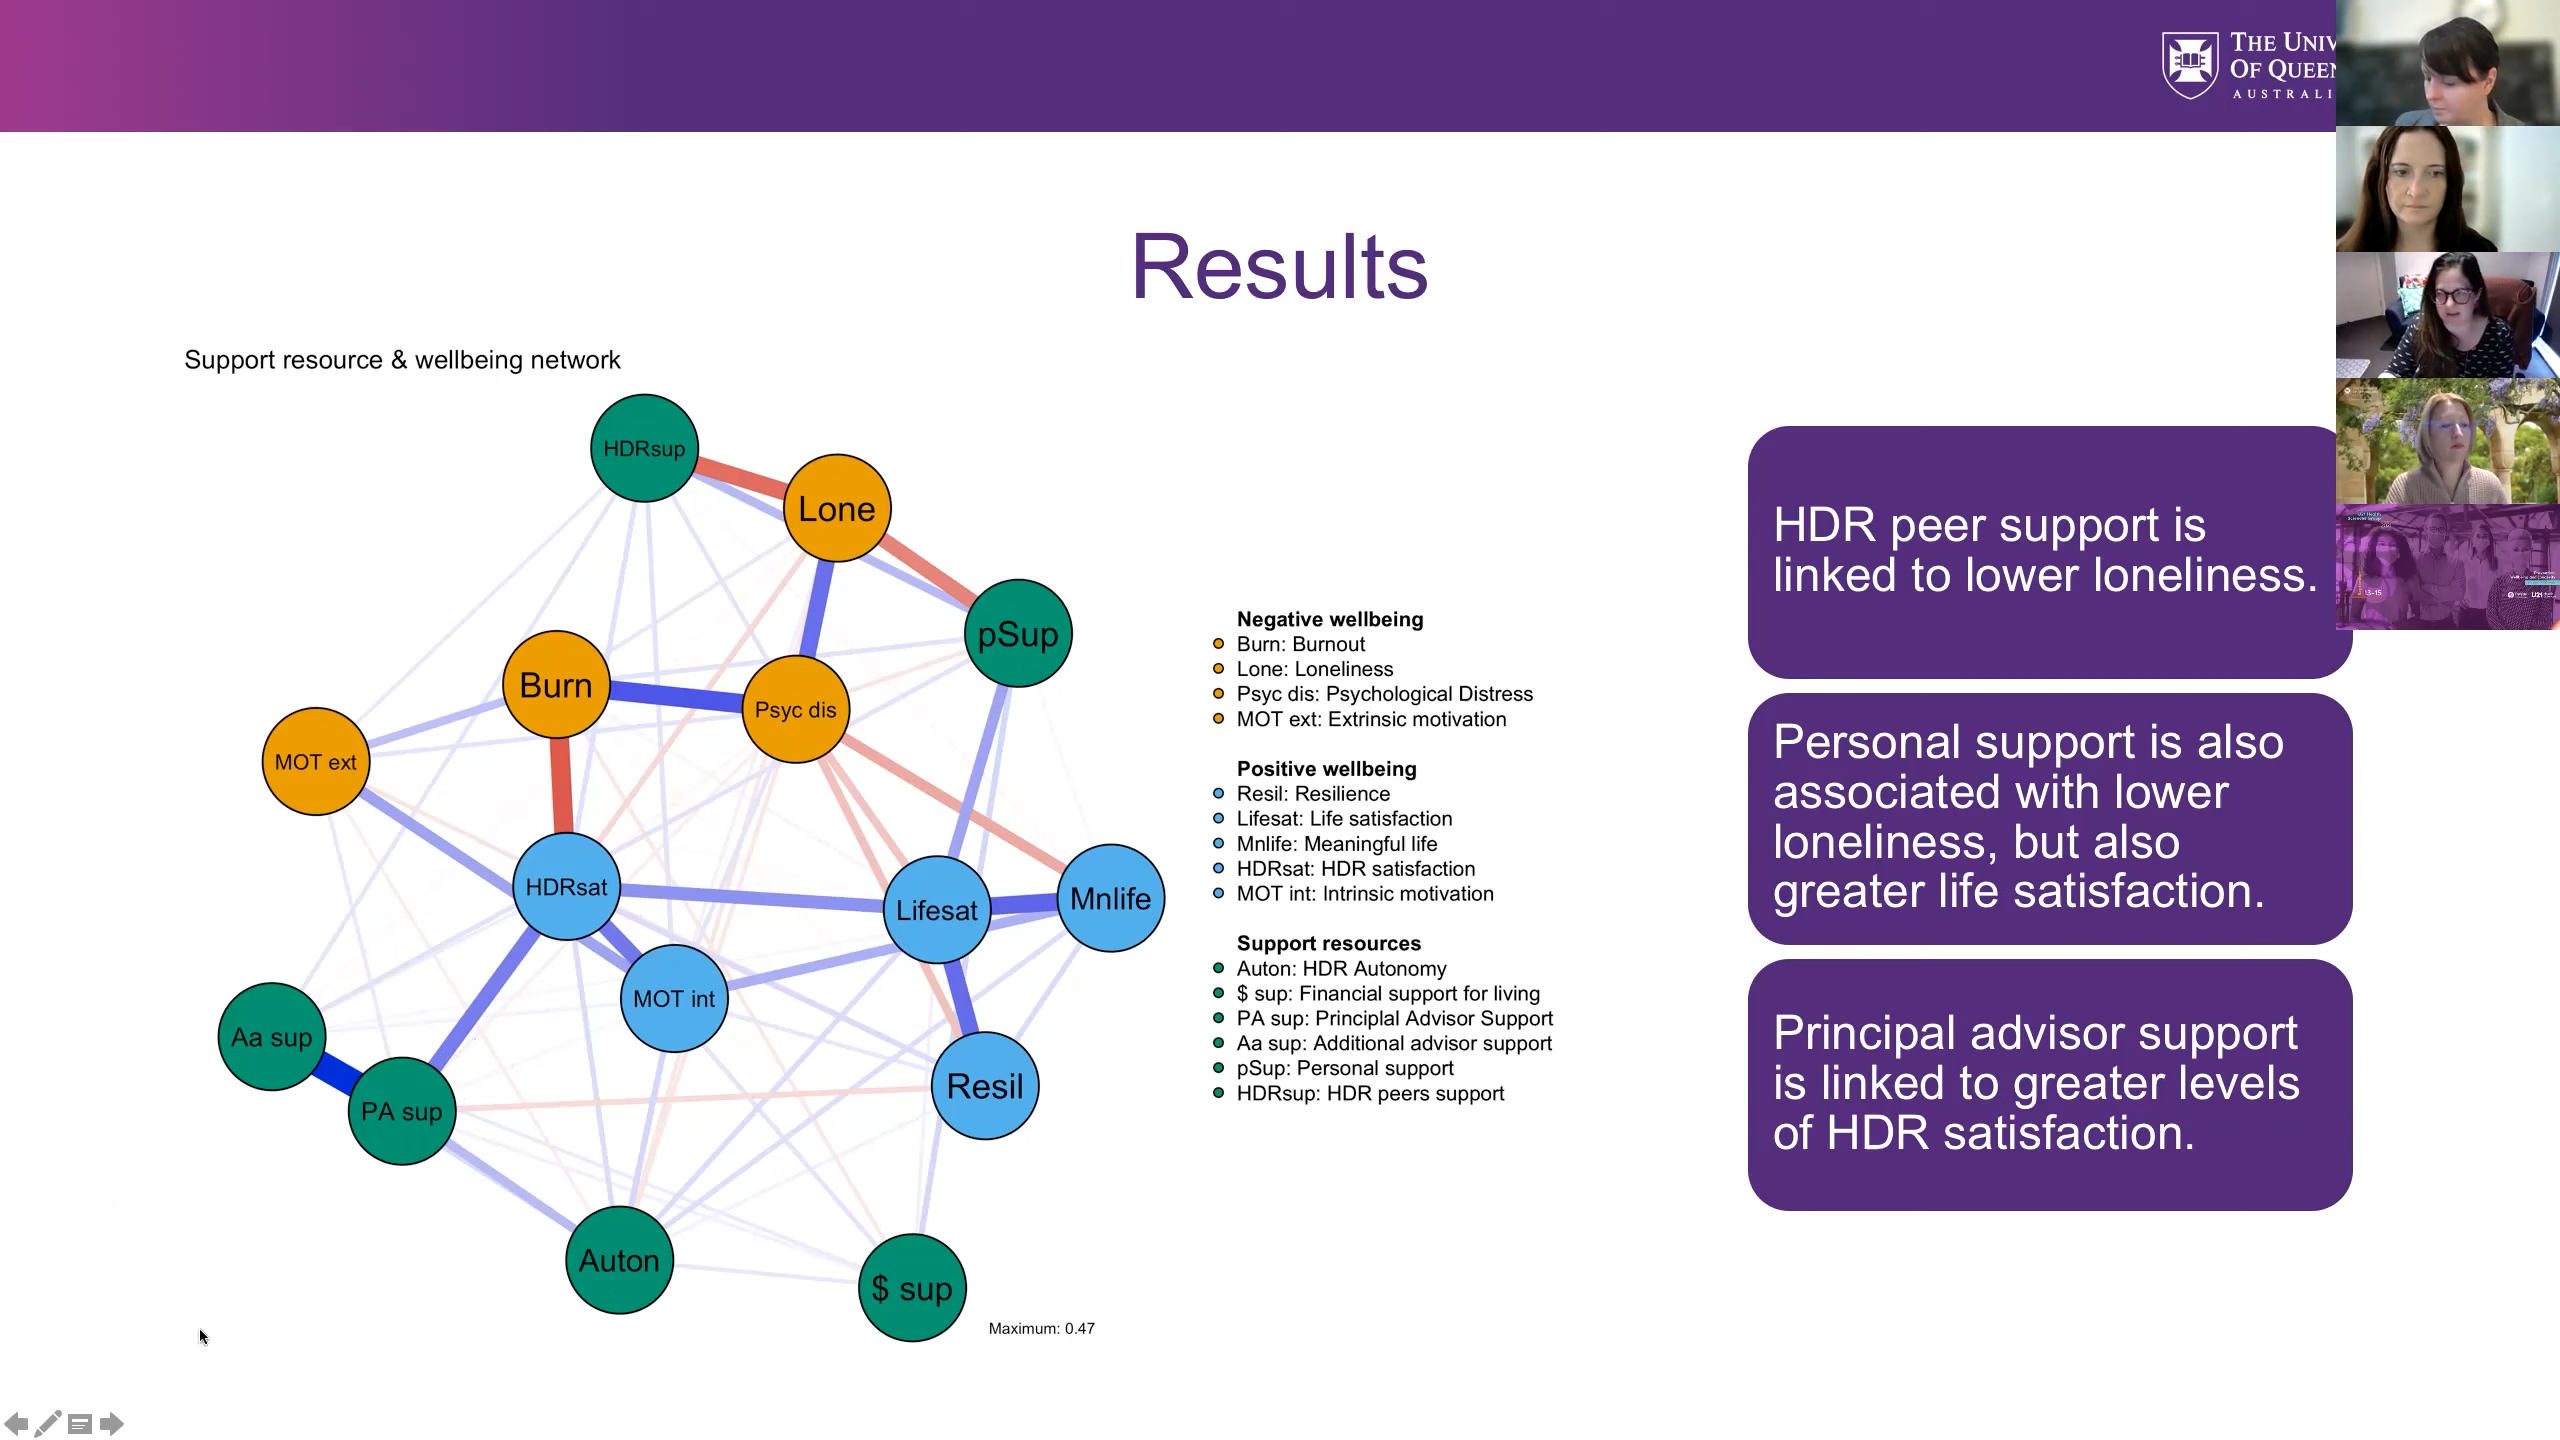 THE UNIV
OF QUEEN
AUSTRALI
Results
Support resource & wellbeing network
HDRsup
Lone
pSup
Burn
Psyc dis
MOT ext
HDRsat
Lifesat
Mnlife
MOT int
Aa sup
PA sup
Resil
Auton
$ sup
Maximum: 0.47
Negative wellbeing
Burn: Burnout
Lone: Loneliness
Psyc dis: Psychological Distress
MOT ext: Extrinsic motivation
Positive wellbeing
Resil: Resilience
Lifesat: Life satisfaction
Mnlife: Meaningful life
HDRsat: HDR satisfaction
MOT int: Intrinsic motivation
Support resources
Auton: HDR Autonomy
$ sup: Financial support for living
PA sup: Principlal Advisor Support
Aa sup: Additional advisor support
pSup: Personal support
HDRsup: HDR peers support
HDR peer support is
linked to lower loneliness.
Personal support is also
associated with lower
loneliness, but also
greater life satisfaction.
Principal advisor support
is linked to greater levels
of HDR satisfaction.
13-15
U21